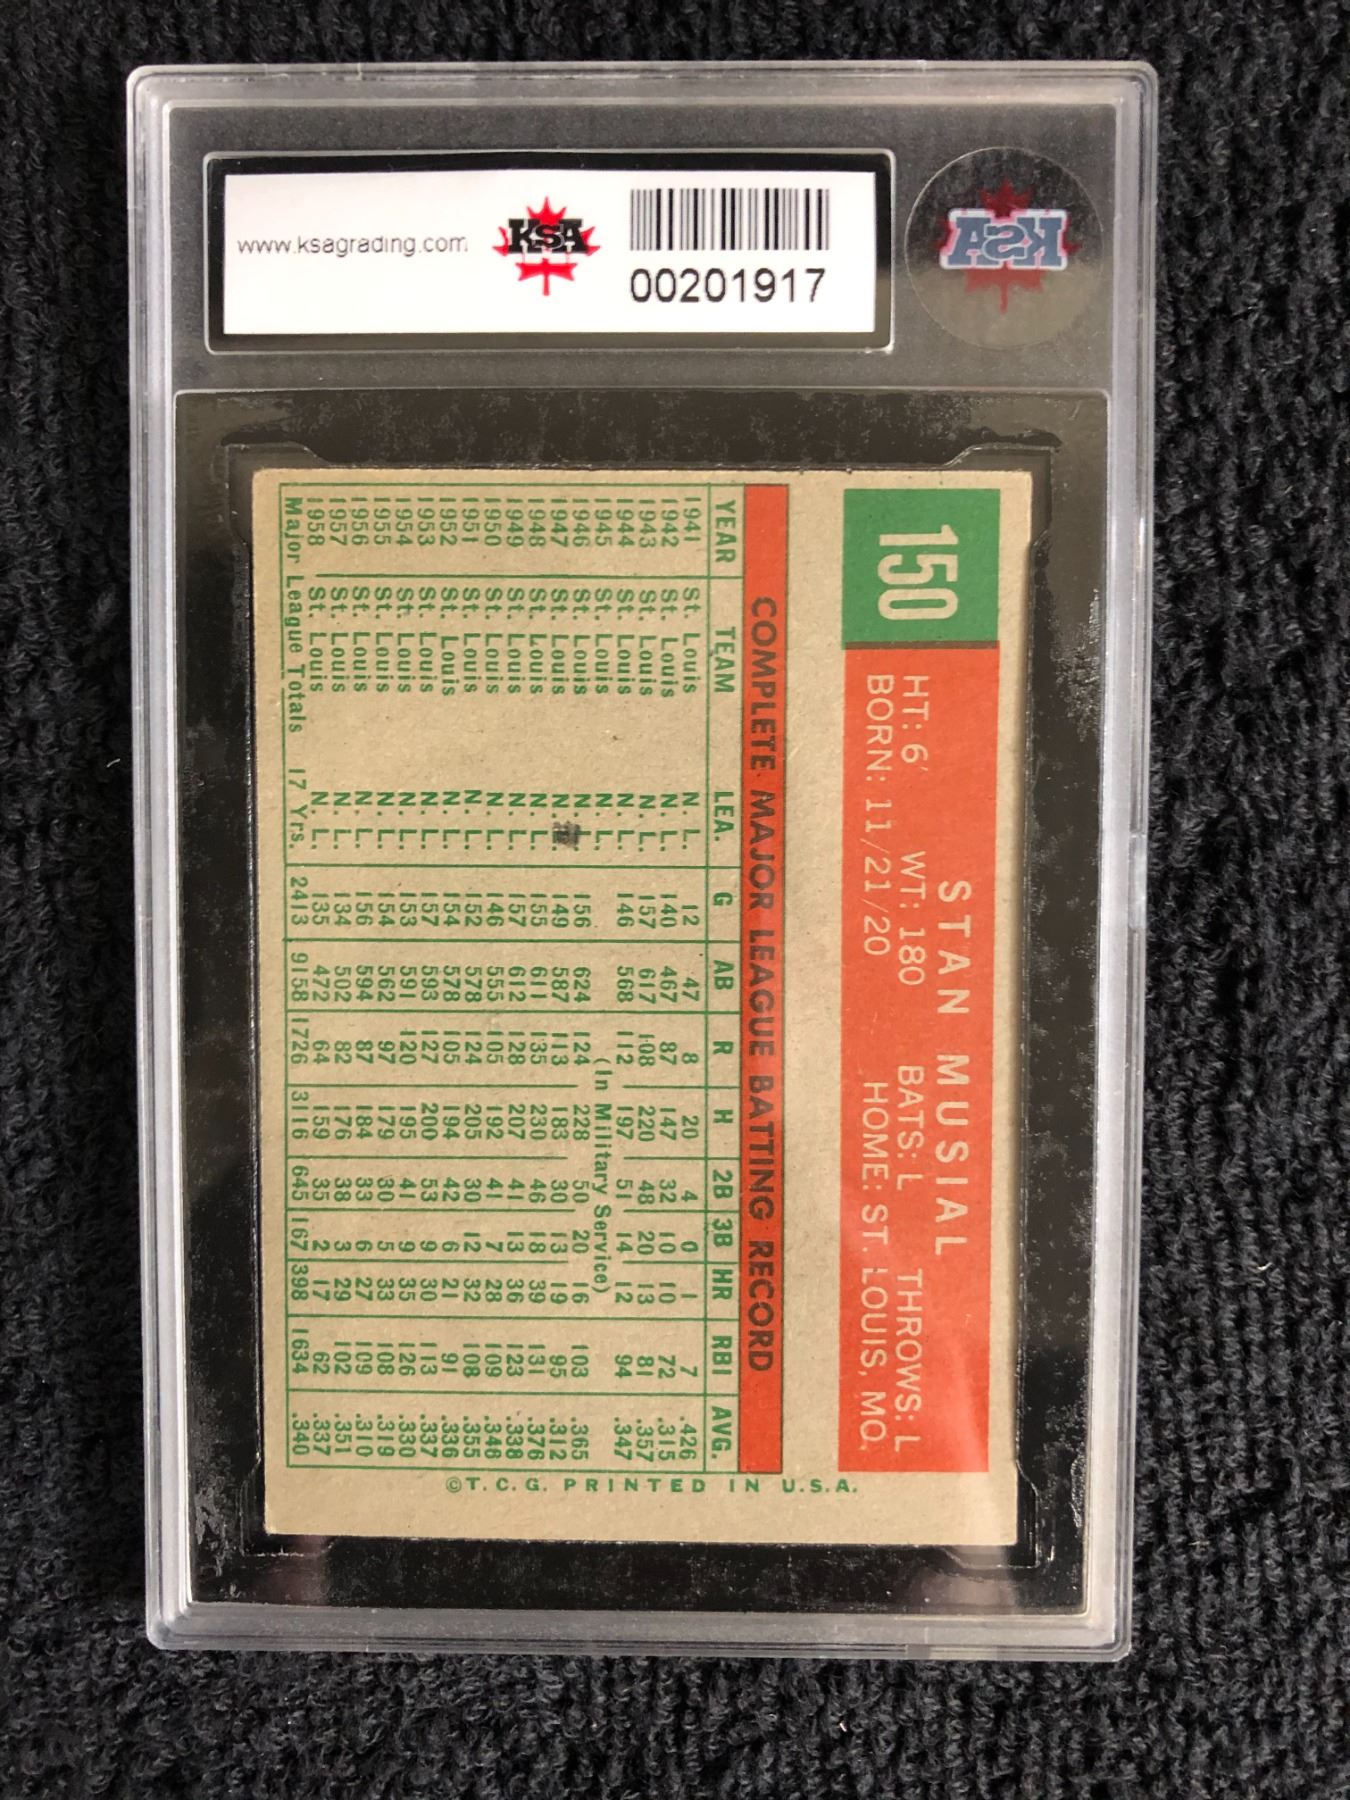 www.ksagrading.com
KSA
00201917
KSA
150
STAN MUSIAL
HT: 6' WT: 180 BATS: L THROWS: L
BORN: 11/21/20 HOME: ST. LOUIS, MO.
COMPLETE MAJOR LEAGUE BATTING RECORD
YEAR TEAM LEA. G AB R H 2B 3B HR RBI AVG.
1941 St. Louis N. L. 12 47 8 20 4 0 1 7 .426
1942 St. Louis N. L. 140 467 87 147 32 10 10 72 .315
1943 St. Louis N. L. 157 617 108 220 48 20 13 81 .357
1944 St. Louis N. L. 146 568 112 197 51 14 12 94 .347
1945 St. Louis N. L. (In Military Service)
1946 St. Louis N. L. 156 624 124 228 50 20 16 103 .365
1947 St. Louis N. 149 587 113 183 30 13 19 95 .312
1948 St. Louis N. L. 155 611 135 230 46 18 39 131 .376
1949 St. Louis N. L. 157 612 128 207 41 13 36 123 .338
1950 St. Louis N. L. 146 555 105 192 41 7 28 109 .346
1951 St. Louis N. L. 152 578 124 205 30 12 32 108 .355
1952 St. Louis N. L. 154 578 105 194 42 6 21 91 .336
1953 St. Louis N. L. 157 593 127 200 53 9 30 113 .337
1954 St. Louis N. L. 153 591 120 195 41 9 35 126 .330
1955 St. Louis N. L. 154 562 97 179 30 5 33 108 .319
1956 St. Louis N. L. 156 594 87 184 33 6 27 109 .310
1957 St. Louis N. L. 134 502 82 176 38 3 29 102 .351
1958 St. Louis N. L. 135 472 64 159 35 2 17 62 .337
Major League Totals 17 Yrs. 2413 9158 1726 3116 645 167 398 1634 .340
©T.C.G. PRINTED IN U.S.A.